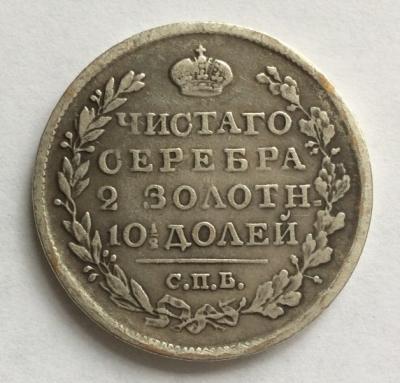 ЧИСТАГО
СЕРЕБРА
2 ЗОЛОТН.
10½ ДОЛЕЙ
С.П.Б.